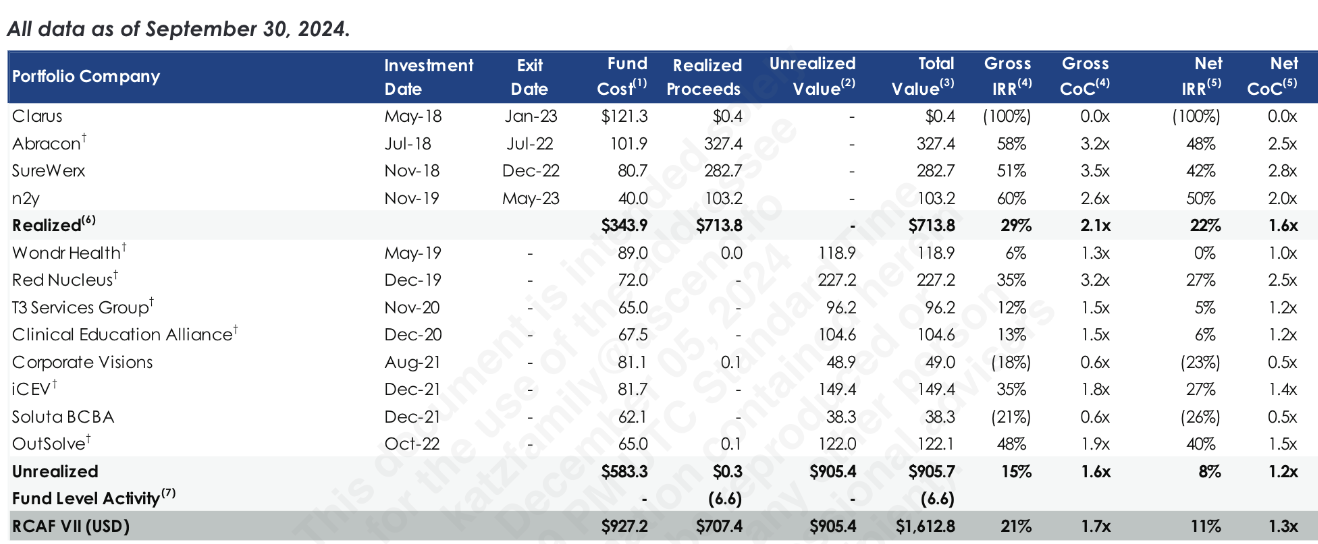 All data as of September 30, 2024.
Portfolio Company Investment Date Exit Date Fund Cost(1) Realized Proceeds Unrealized Value(2) Total Value(3) Gross IRR(4) Gross CoC(4) Net IRR(5) Net CoC(5)
Clarus May-18 Jan-23 $121.3 $0.4 - $0.4 (100%) 0.0x (100%) 0.0x
Abracon† Jul-18 Jul-22 101.9 327.4 - 327.4 58% 3.2x 48% 2.5x
SureWerx Nov-18 Dec-22 80.7 282.7 - 282.7 51% 3.5x 42% 2.8x
n2y Nov-19 May-23 40.0 103.2 - 103.2 60% 2.6x 50% 2.0x
Realized(6) $343.9 $713.8 - $713.8 29% 2.1x 22% 1.6x
Wondr Health† May-19 - 89.0 0.0 118.9 118.9 6% 1.3x 0% 1.0x
Red Nucleus† Dec-19 - 72.0 - 227.2 227.2 35% 3.2x 27% 2.5x
T3 Services Group† Nov-20 - 65.0 - 96.2 96.2 12% 1.5x 5% 1.2x
Clinical Education Alliance† Dec-20 - 67.5 - 104.6 104.6 13% 1.5x 6% 1.2x
Corporate Visions Aug-21 - 81.1 0.1 48.9 49.0 (18%) 0.6x (23%) 0.5x
iCEV† Dec-21 - 81.7 - 149.4 149.4 35% 1.8x 27% 1.4x
Soluta BCBA Dec-21 - 62.1 - 38.3 38.3 (21%) 0.6x (26%) 0.5x
OutSolve† Oct-22 - 65.0 0.1 122.0 122.1 48% 1.9x 40% 1.5x
Unrealized $583.3 $0.3 $905.4 $905.7 15% 1.6x 8% 1.2x
Fund Level Activity(7) - (6.6) - (6.6)
RCAF VII (USD) $927.2 $707.4 $905.4 $1,612.8 21% 1.7x 11% 1.3x
This document is intended solely
for the use of the addressee
December 05, 2024